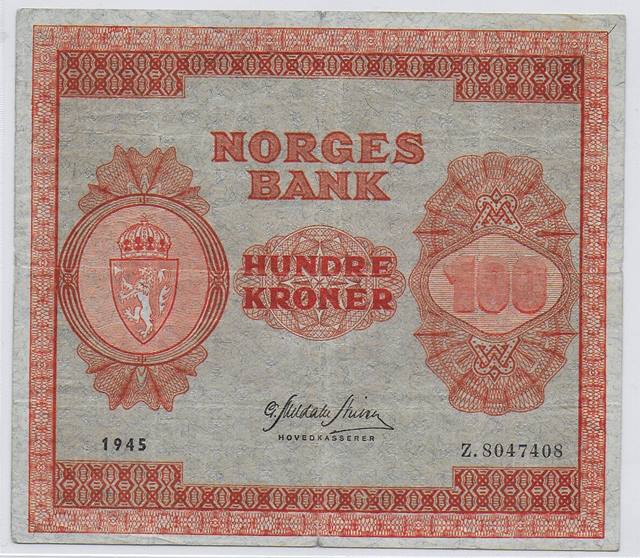 NORGES
BANK
HUNDRE
KRONER
100
HOVEDKASSERER
1945
Z. 8047408